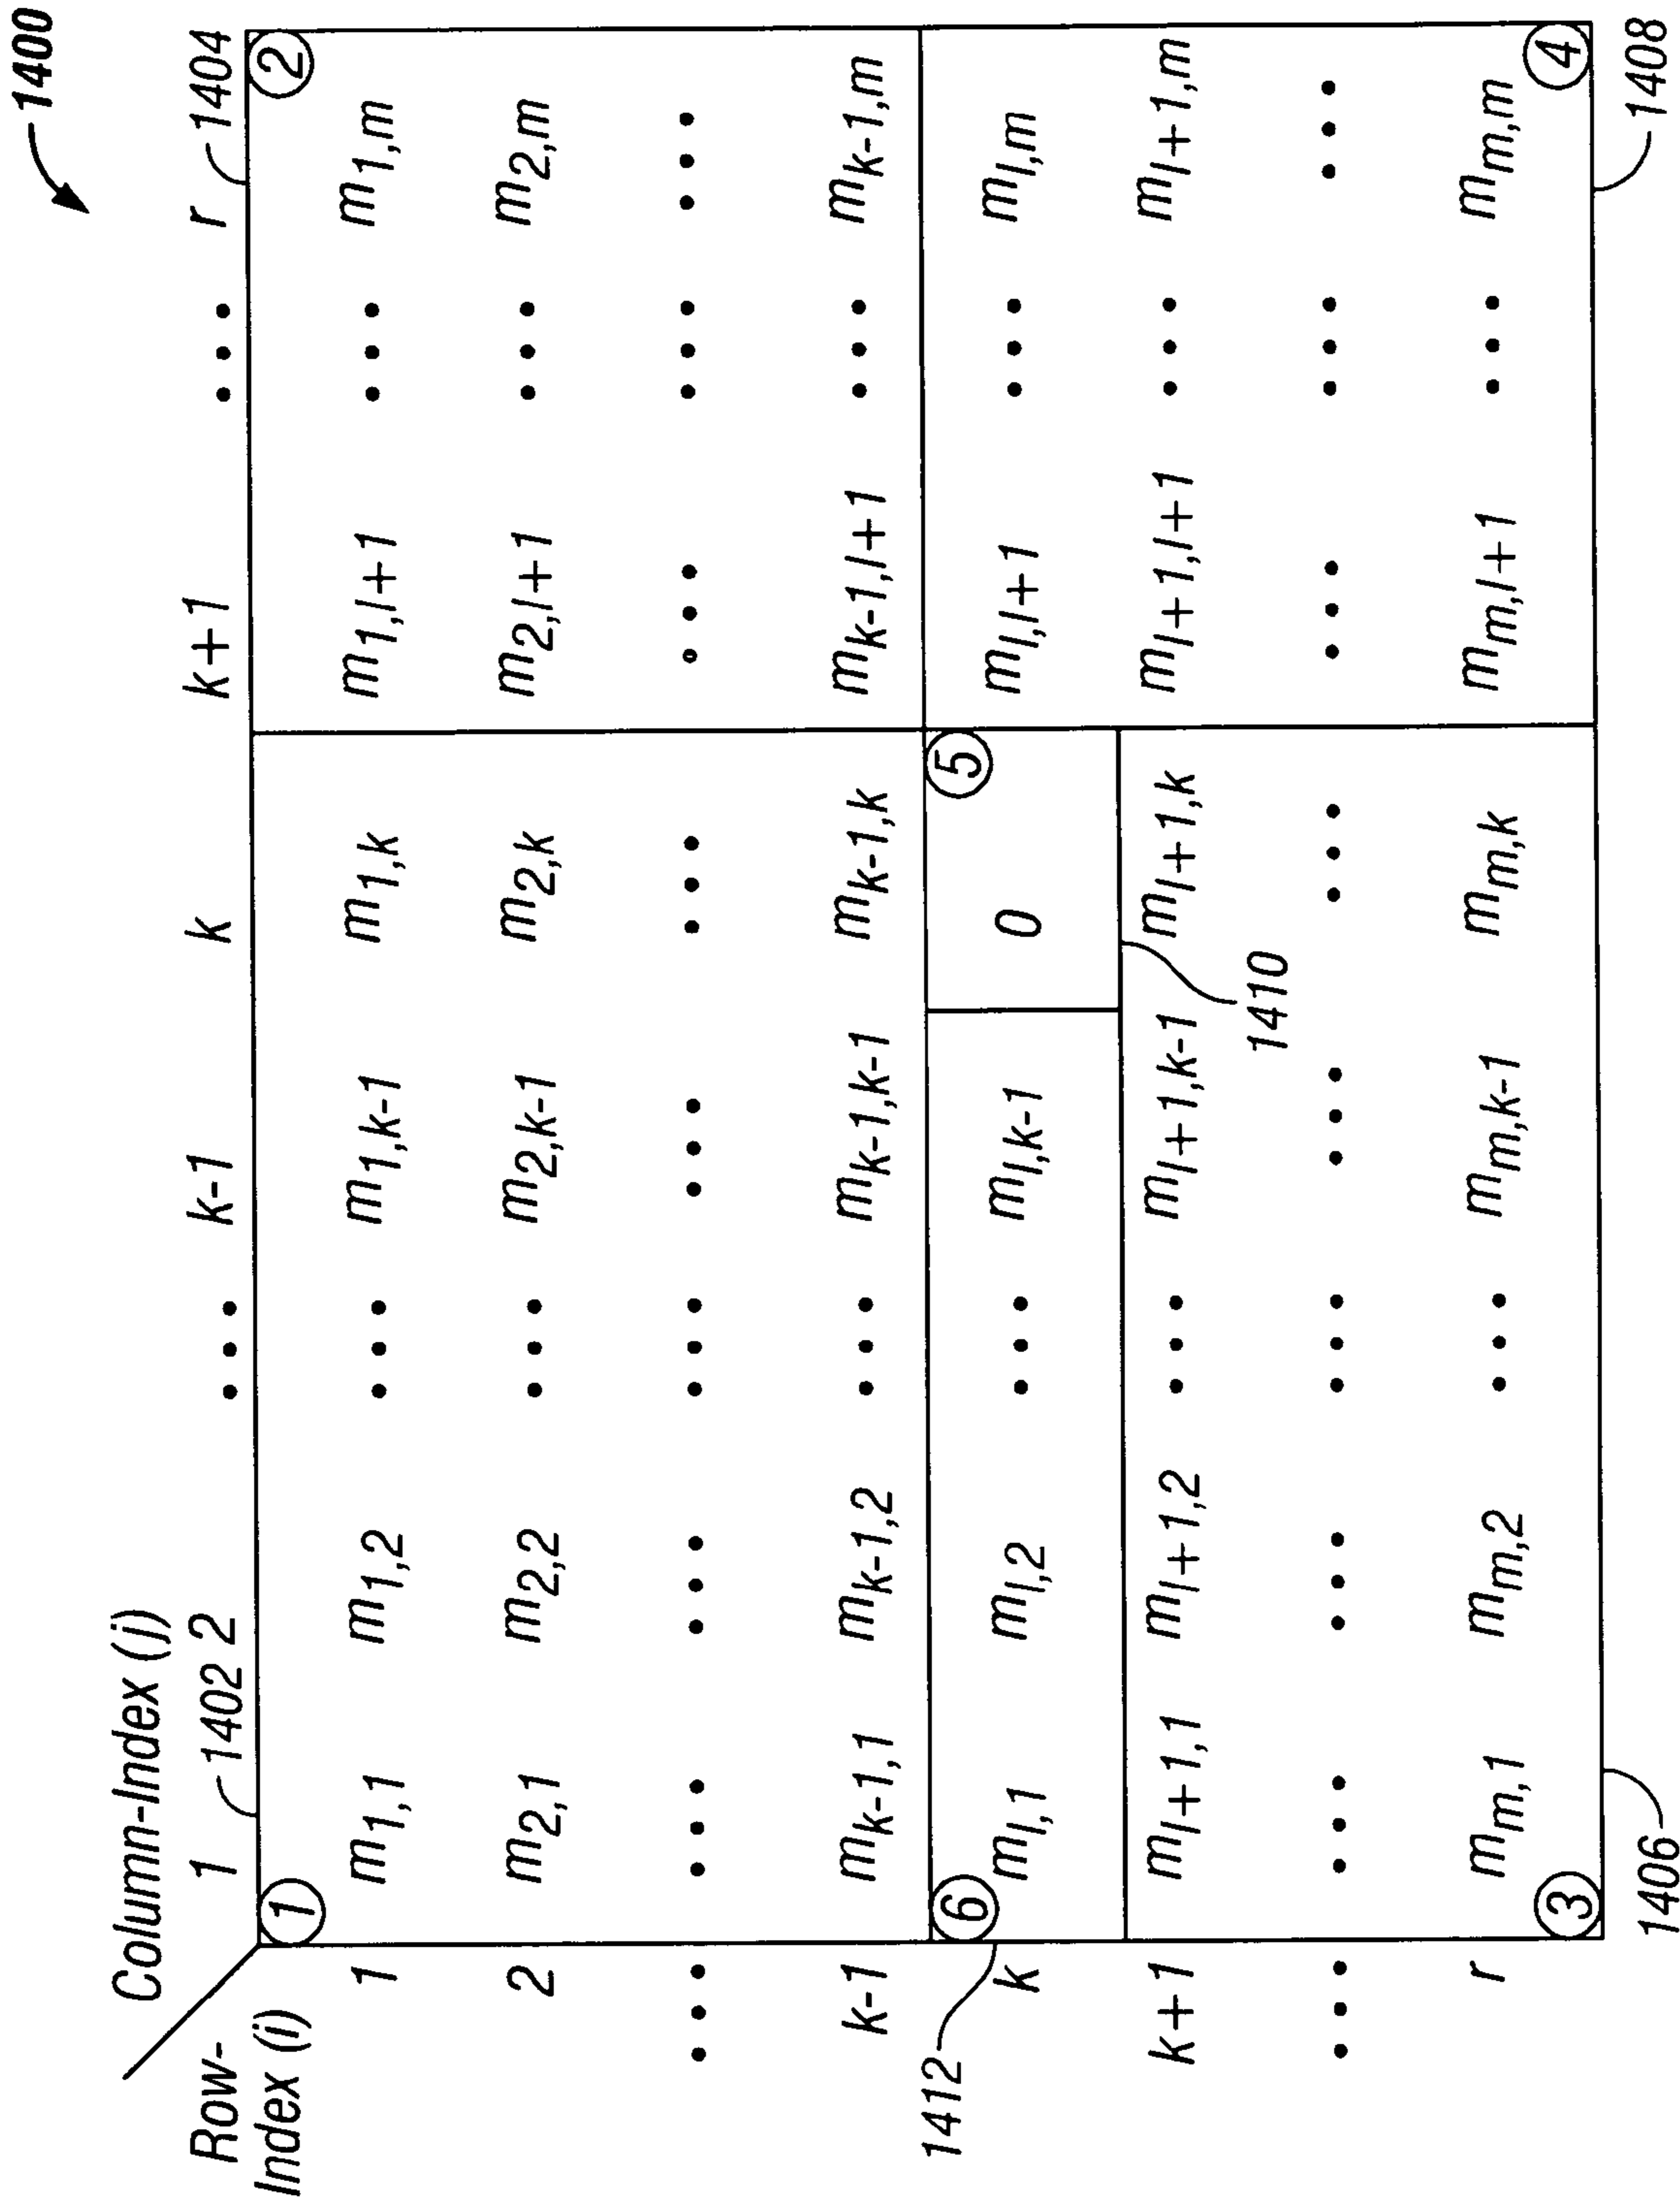 1400
Column-Index (j)
Row-Index (i)
1 1402 2 • • • k-1 k k+1 • • • r 1404
① ②
1 m1,1 m1,2 • • • m1,k-1 m1,k m1,l+1 • • • m1,m
2 m2,1 m2,2 • • • m2,k-1 m2,k m2,l+1 • • • m2,m
• • • • • • • • • • • • • • • • • • • • • • • •
k-1 mk-1,1 mk-1,2 • • • mk-1,k-1 mk-1,k mk-1,l+1 • • • mk-1,m
⑥ ⑤
1412 k ml,1 ml,2 • • • ml,k-1 0 ml,l+1 • • • ml,m
k+1 ml+1,1 ml+1,2 • • • ml+1,k-1 ml+1,k ml+1,l+1 • • • ml+1,m
1410
• • • • • • • • • • • • • • • • • • • • • • • •
r mm,1 mm,2 • • • mm,k-1 mm,k mm,l+1 • • • mm,m
③ ④
1406 1408